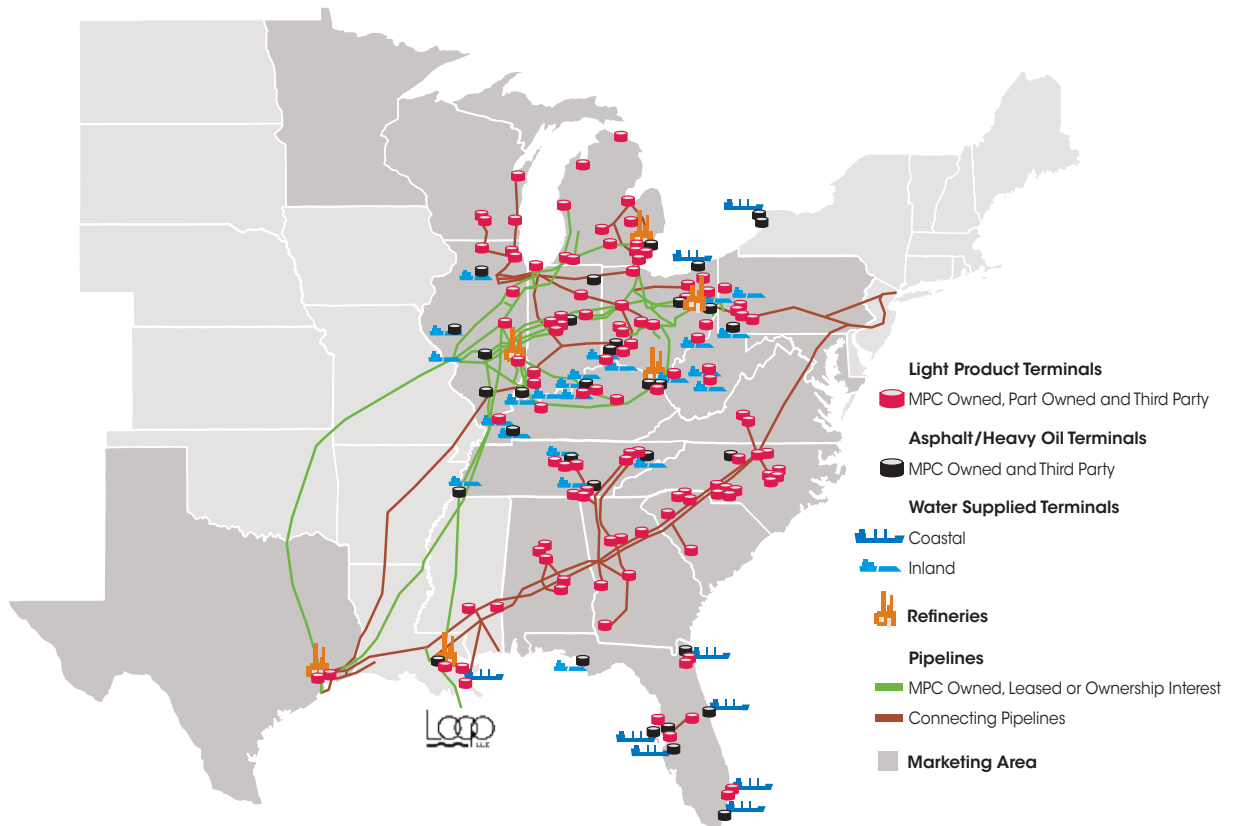 Light Product Terminals
MPC Owned, Part Owned and Third Party
Asphalt/Heavy Oil Terminals
MPC Owned and Third Party
Water Supplied Terminals
Coastal
Inland
Refineries
Pipelines
MPC Owned, Leased or Ownership Interest
Connecting Pipelines
Marketing Area
LOOP
LLC